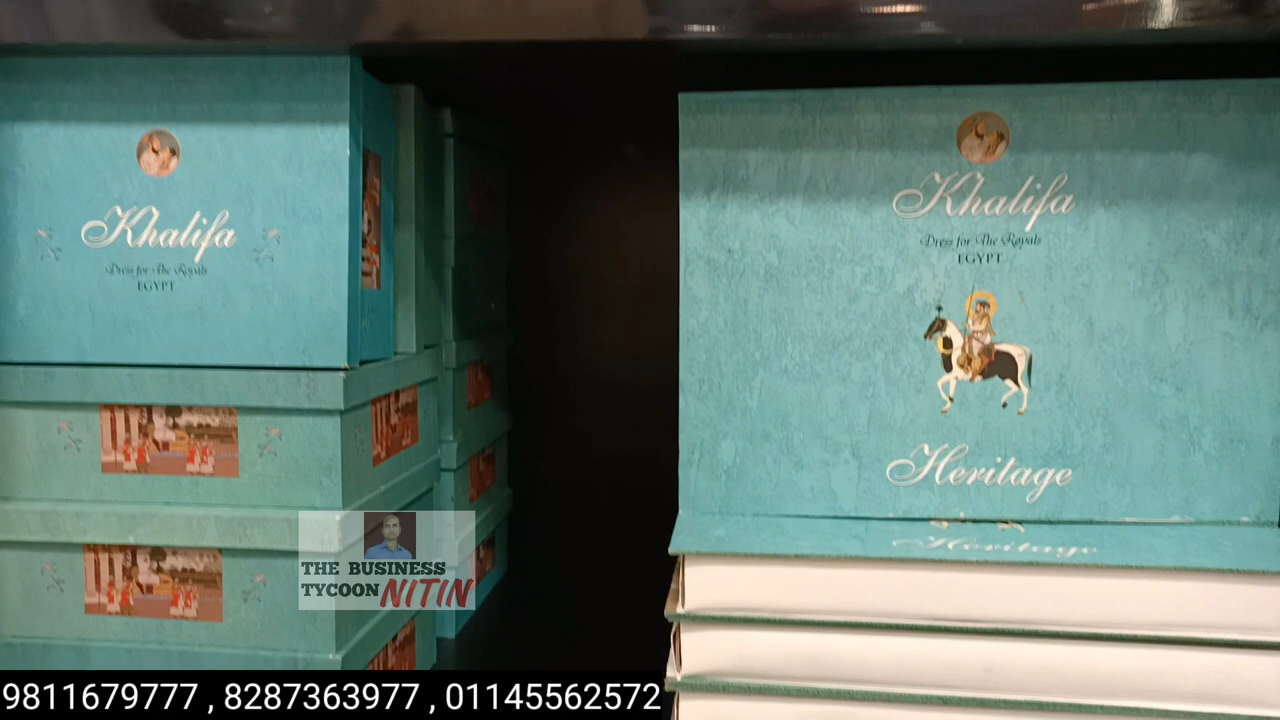 Khalifa
Dress for The Royals
EGYPT
Khalifa
Dress for The Royals
EGYPT
Heritage
Heritage
THE BUSINESS
TYCOON NITIN
9811679777 , 8287363977 , 01145562572